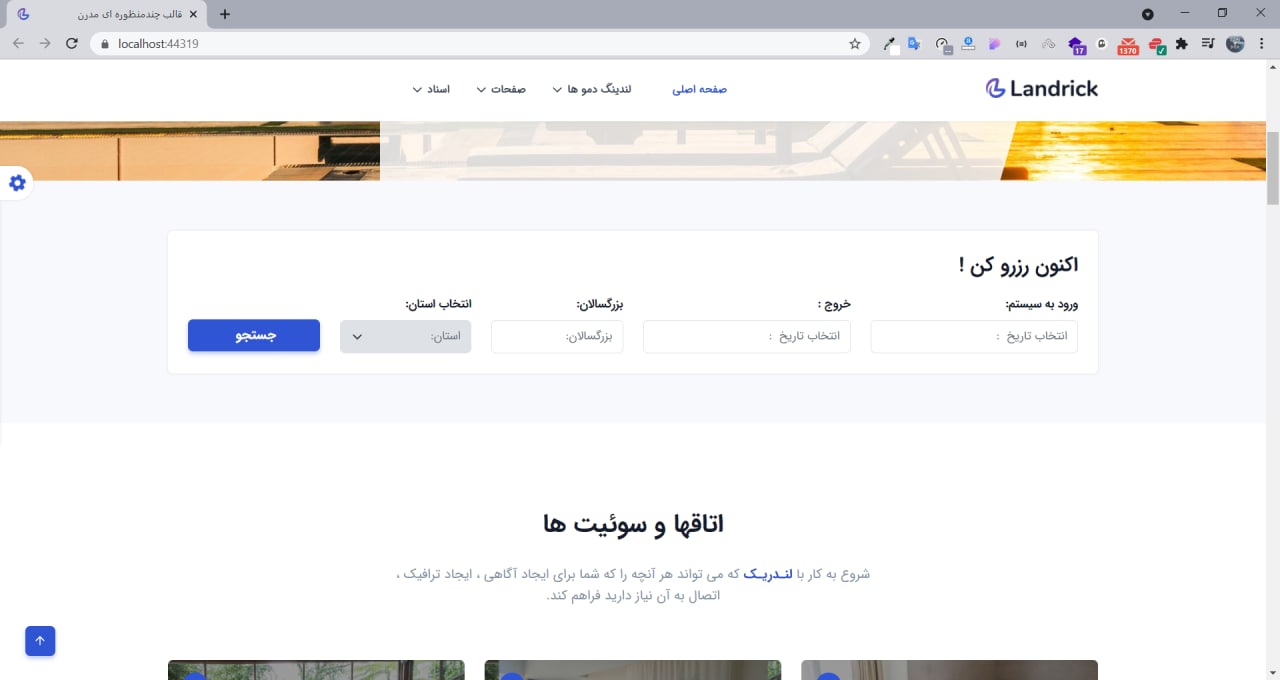 قالب چندمنظوره ای مدرن
localhost:44319
17
1370
Landrick
صفحه اصلی
لندینگ دمو ها
صفحات
اسناد
اکنون رزرو کن !
ورود به سیستم:
خروج :
بزرگسالان:
انتخاب استان:
انتخاب تاریخ :
انتخاب تاریخ :
بزرگسالان:
استان:
جستجو
اتاقها و سوئیت ها
شروع به کار با لنـدریـک که می تواند هر آنچه را که شما برای ایجاد آگاهی ، ایجاد ترافیک ،
اتصال به آن نیاز دارید فراهم کند.